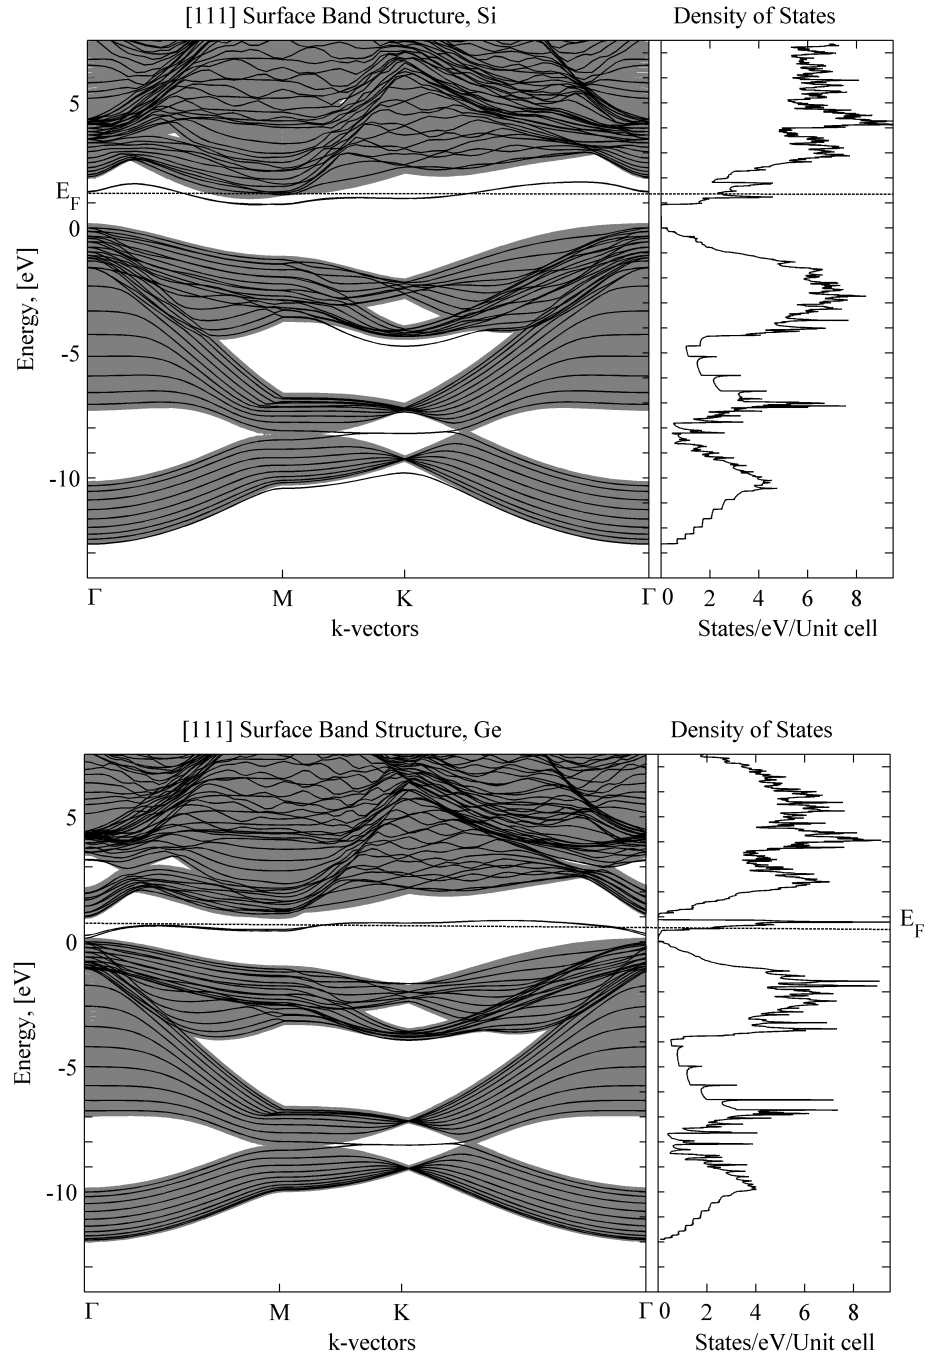 [111] Surface Band Structure, Si
Density of States
5
E_F
0
-5
-10
Energy, [eV]
Γ M K Γ
k-vectors
0 2 4 6 8
States/eV/Unit cell
[111] Surface Band Structure, Ge
Density of States
5
E_F
0
-5
-10
Energy, [eV]
Γ M K Γ
k-vectors
0 2 4 6 8
States/eV/Unit cell